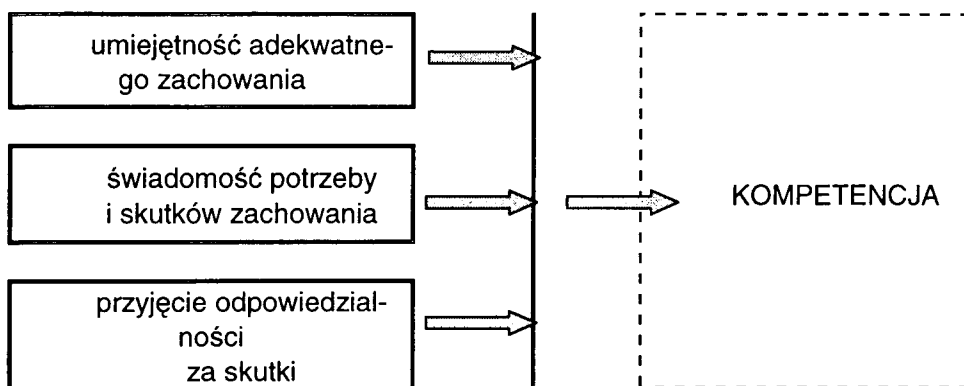 umiejętność adekwatne-
go zachowania
świadomość potrzeby
i skutków zachowania
KOMPETENCJA
przyjęcie odpowiedzial-
ności
za skutki